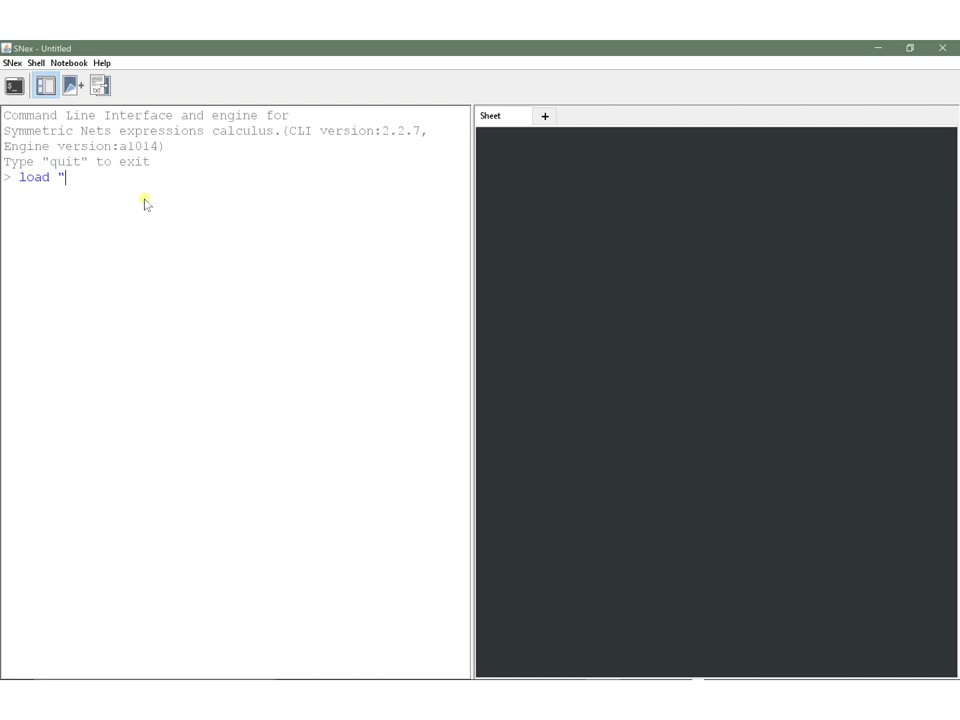 SNex - Untitled
SNex Shell Notebook Help
$_
+
txt
Command Line Interface and engine for
Symmetric Nets expressions calculus.(CLI version:2.2.7,
Engine version:a1014)
Type "quit" to exit
> load "
Sheet +